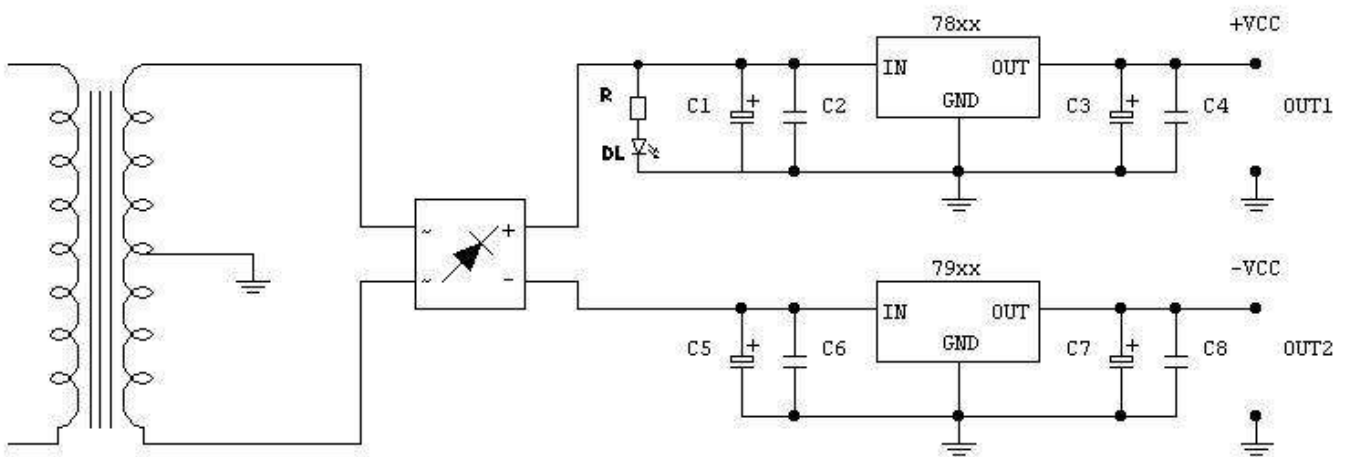 78xx +VCC
IN OUT
GND
R
DL
C1 + C2
C3 + C4
OUT1
~ +
~ -
79xx -VCC
IN OUT
GND
C5 + C6
C7 + C8
OUT2